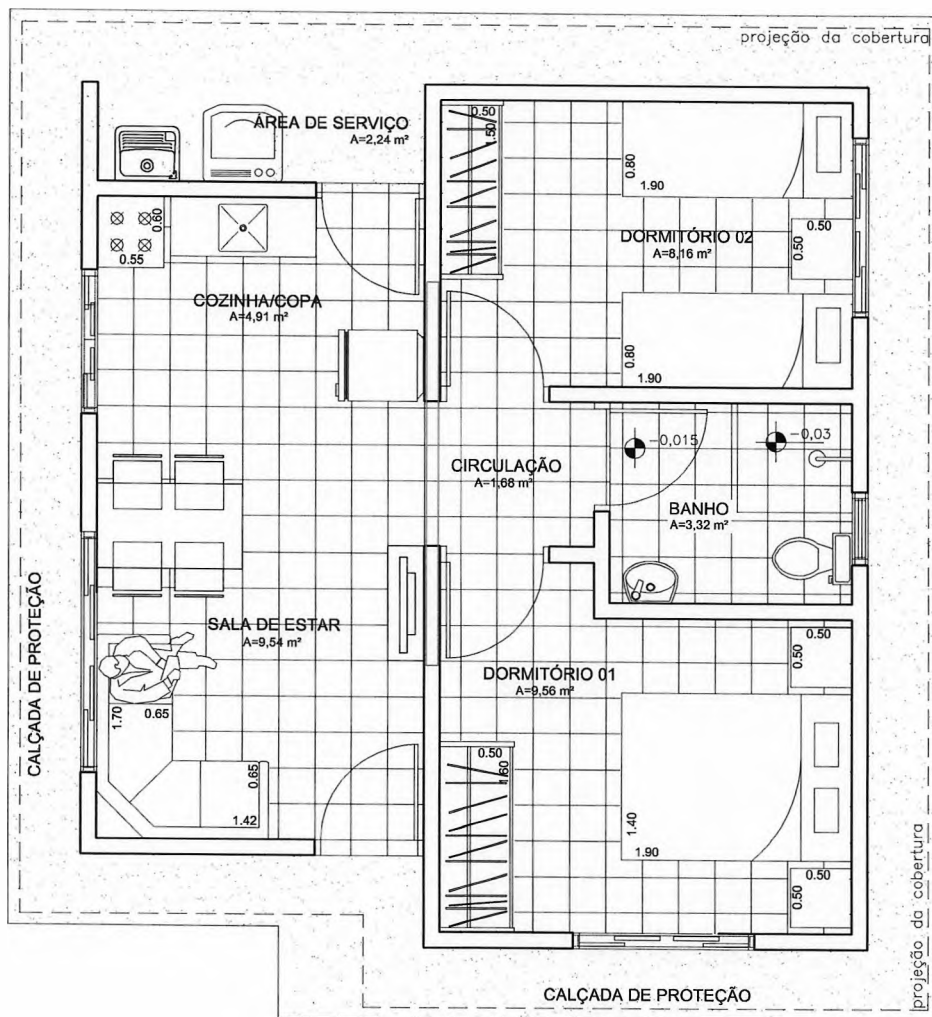 projeção da cobertura
ÁREA DE SERVIÇO
A=2,24 m²
0.50
1.50
0.80
1.90
0.60
0.55
DORMITÓRIO 02
A=8,16 m²
0.50
0.50
COZINHA/COPA
A=4,91 m²
0.80
1.90
-0,015
-0,03
CIRCULAÇÃO
A=1,68 m²
BANHO
A=3,32 m²
CALÇADA DE PROTEÇÃO
SALA DE ESTAR
A=9,54 m²
0.50
0.50
DORMITÓRIO 01
A=9,56 m²
1.70
0.65
0.50
1.60
0.65
1.42
1.40
1.90
0.50
0.50
projeção da cobertura
CALÇADA DE PROTEÇÃO